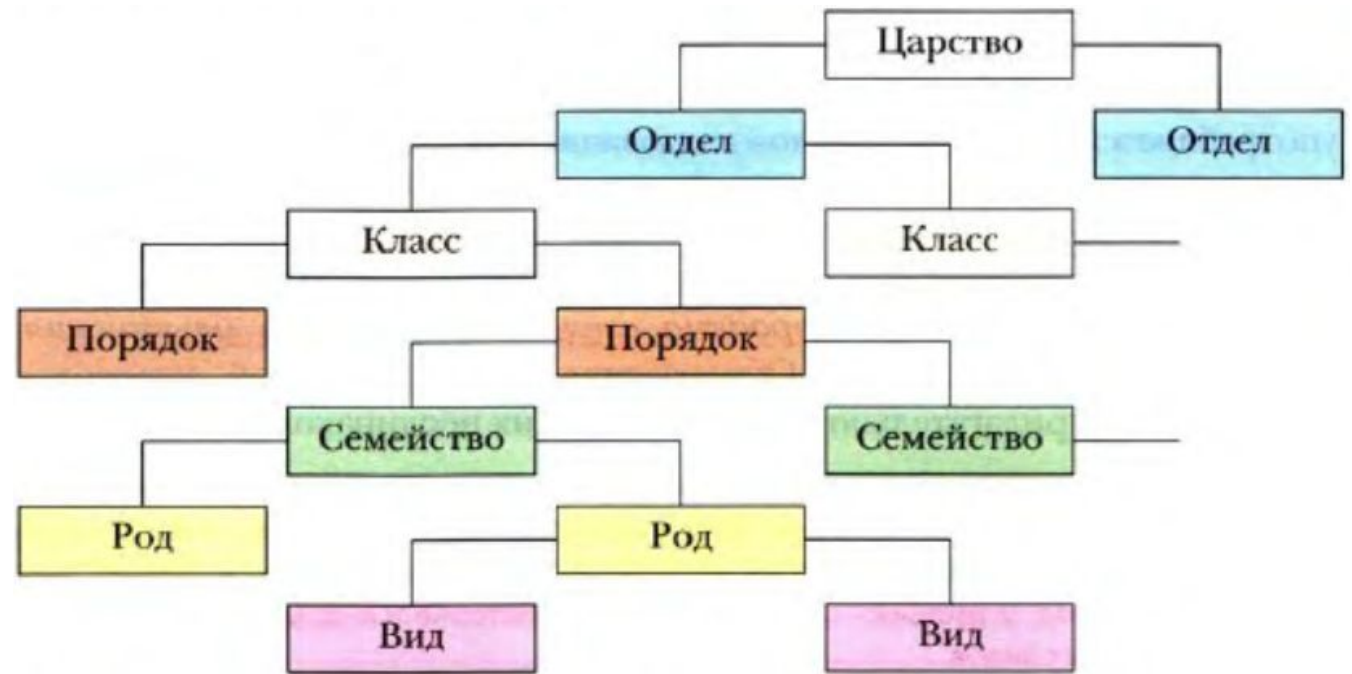 Царство
Отдел
Отдел
Класс
Класс
Порядок
Порядок
Семейство
Семейство
Род
Род
Вид
Вид